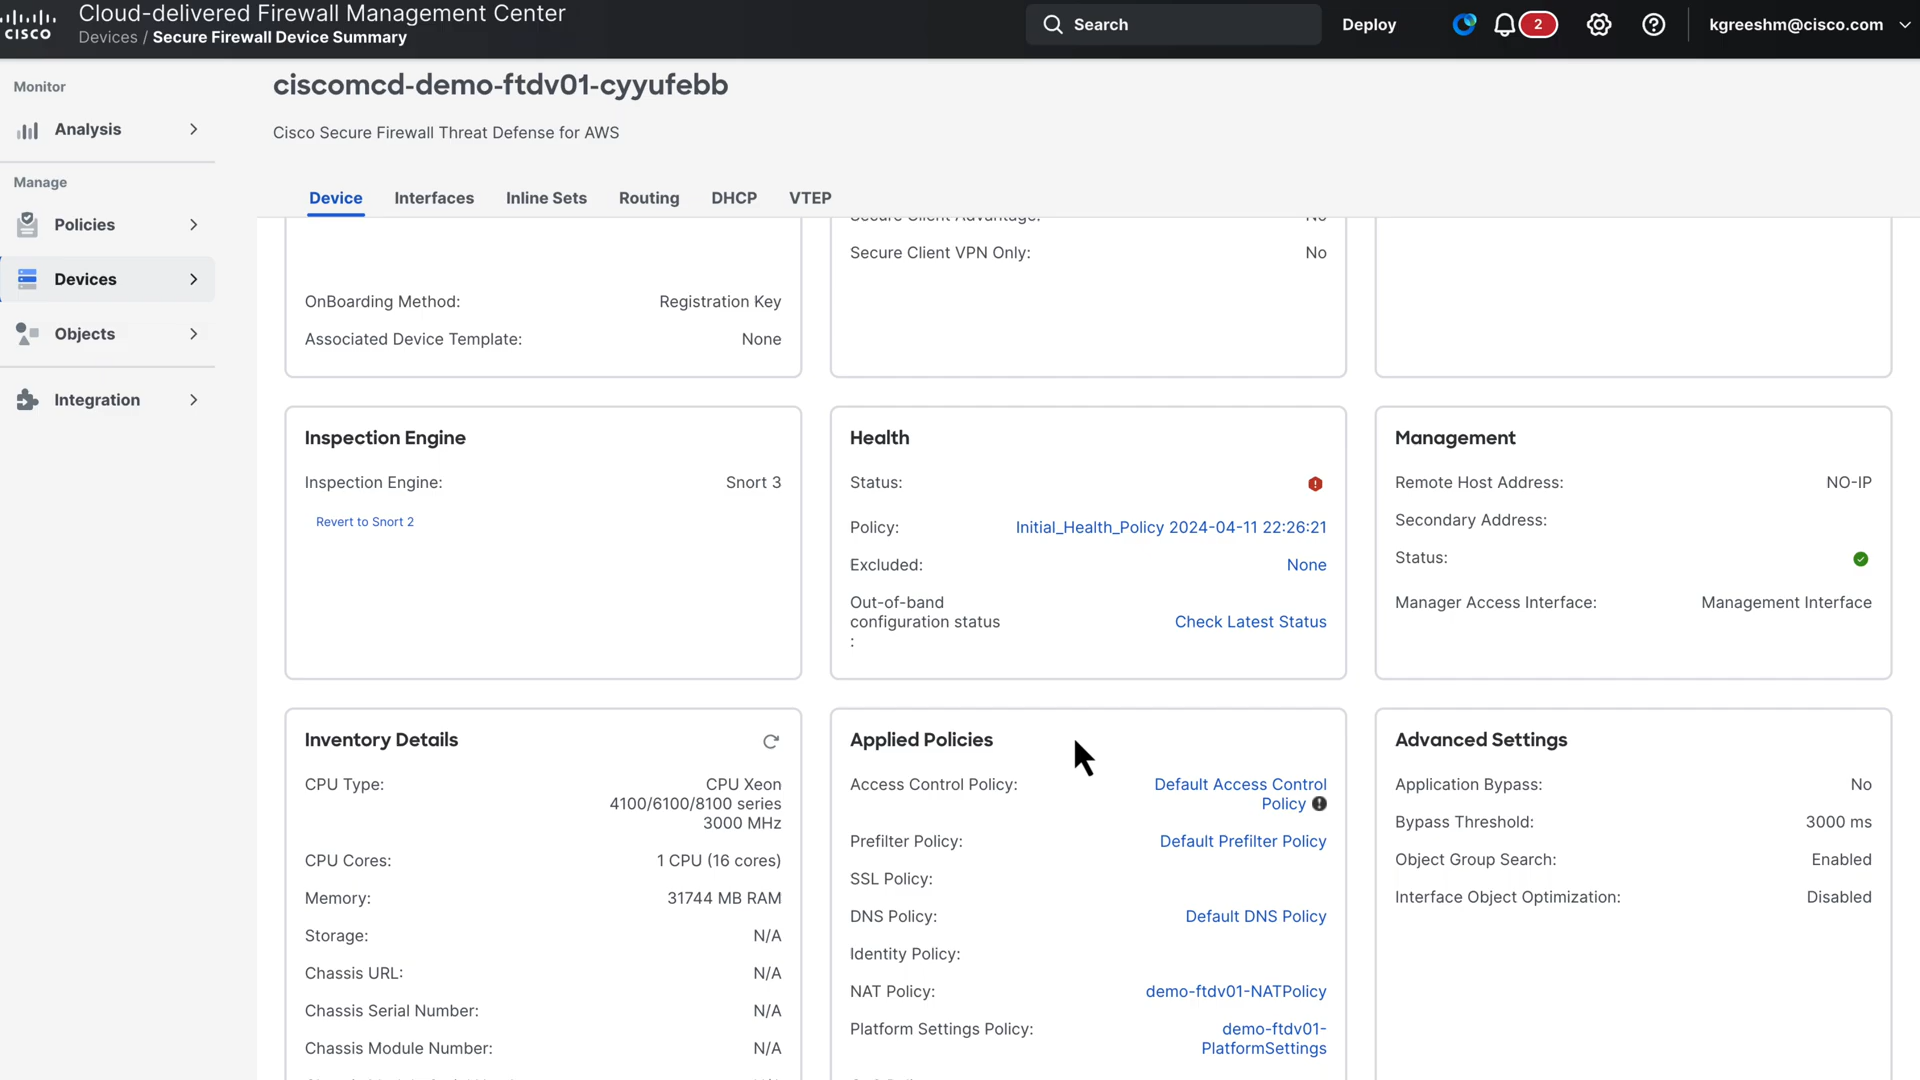 Cloud-delivered Firewall Management Center
cisco
Devices / Secure Firewall Device Summary
Search
Deploy
2
kgreeshm@cisco.com
Monitor
Analysis
Manage
Policies
Devices
Objects
Integration
ciscomcd-demo-ftdv01-cyyufebb
Cisco Secure Firewall Threat Defense for AWS
Device Interfaces Inline Sets Routing DHCP VTEP
OnBoarding Method: Registration Key
Associated Device Template: None
Secure Client Advantage: No
Secure Client VPN Only: No
Inspection Engine
Inspection Engine: Snort 3
Revert to Snort 2
Health
Status:
Policy: Initial_Health_Policy 2024-04-11 22:26:21
Excluded: None
Out-of-band
configuration status Check Latest Status
:
Management
Remote Host Address: NO-IP
Secondary Address:
Status:
Manager Access Interface: Management Interface
Inventory Details
CPU Type: CPU Xeon
4100/6100/8100 series
3000 MHz
CPU Cores: 1 CPU (16 cores)
Memory: 31744 MB RAM
Storage: N/A
Chassis URL: N/A
Chassis Serial Number: N/A
Chassis Module Number: N/A
Applied Policies
Access Control Policy: Default Access Control
Policy
Prefilter Policy: Default Prefilter Policy
SSL Policy:
DNS Policy: Default DNS Policy
Identity Policy:
NAT Policy: demo-ftdv01-NATPolicy
Platform Settings Policy: demo-ftdv01-
PlatformSettings
Advanced Settings
Application Bypass: No
Bypass Threshold: 3000 ms
Object Group Search: Enabled
Interface Object Optimization: Disabled